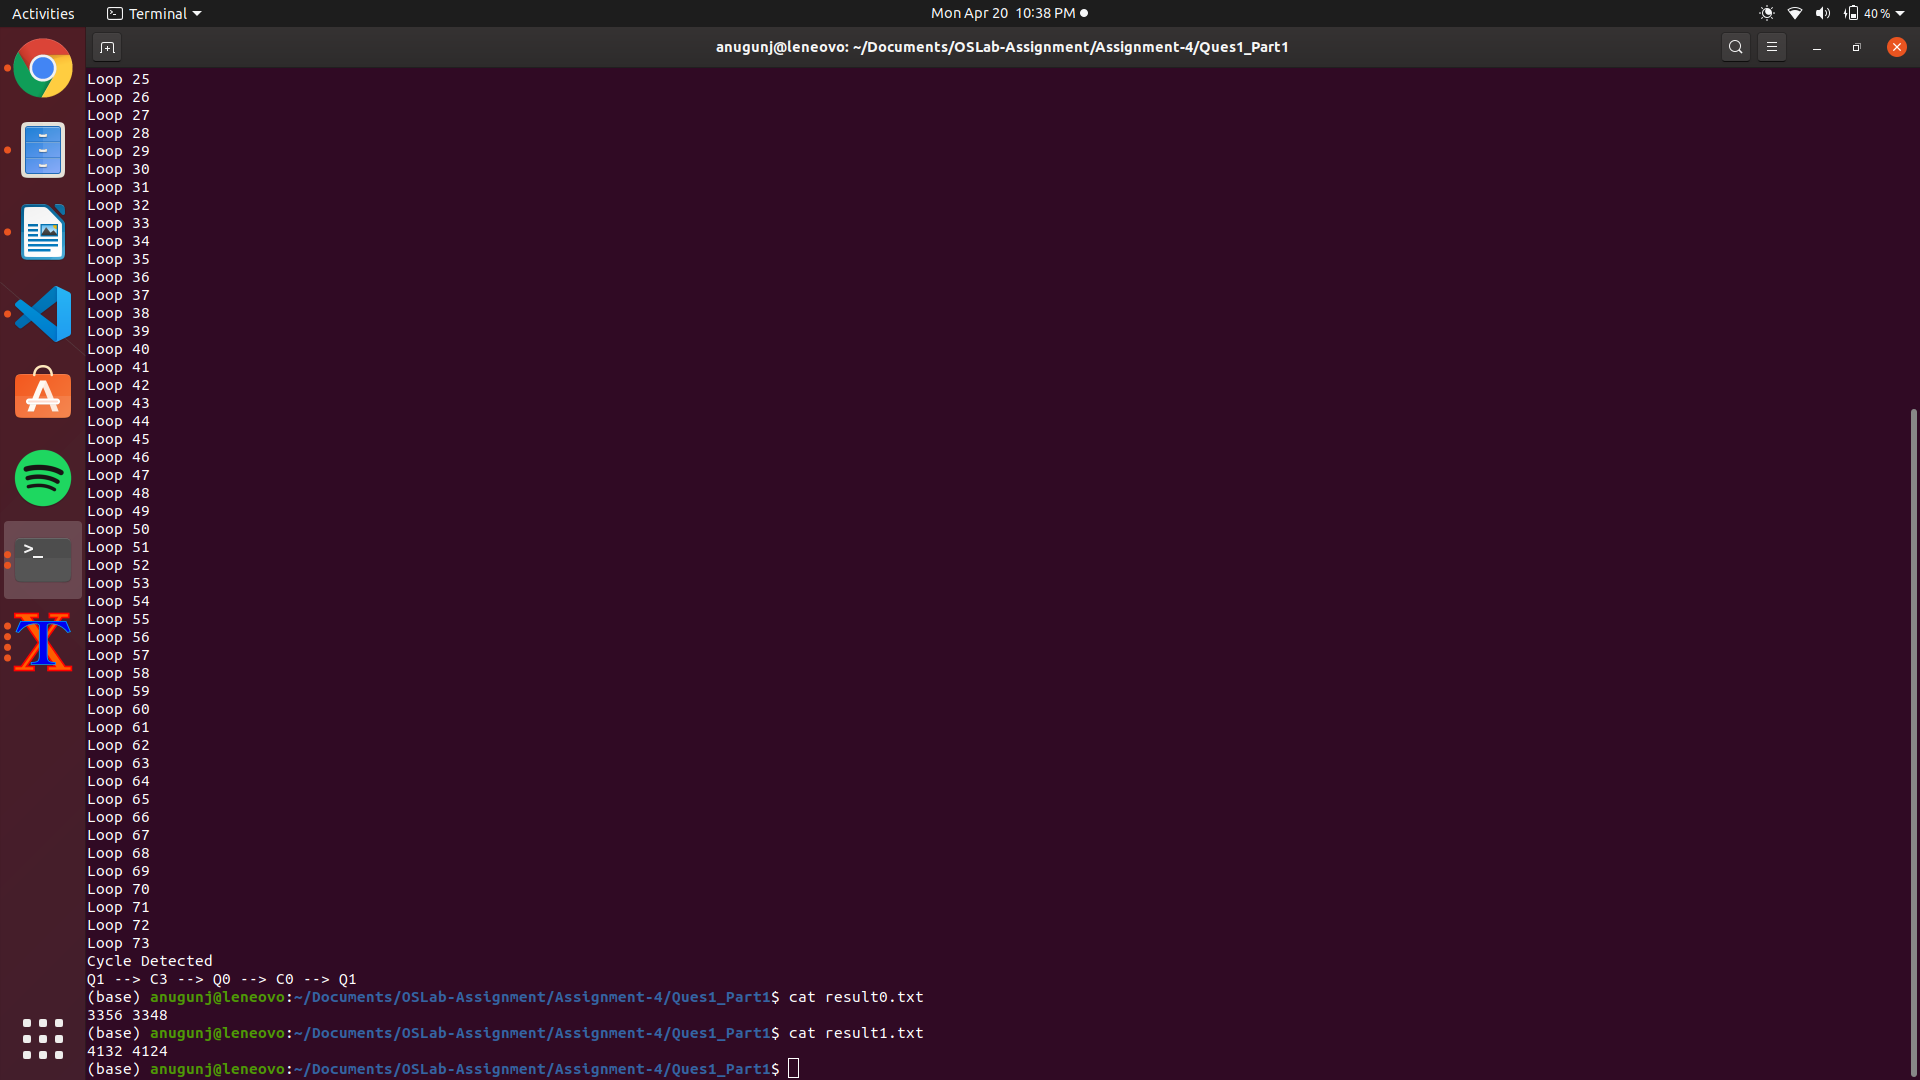 Activities
Terminal
Mon Apr 20 10:38 PM
40 %
anugunj@leneovo: ~/Documents/OSLab-Assignment/Assignment-4/Ques1_Part1
Loop 25
Loop 26
Loop 27
Loop 28
Loop 29
Loop 30
Loop 31
Loop 32
Loop 33
Loop 34
Loop 35
Loop 36
Loop 37
Loop 38
Loop 39
Loop 40
Loop 41
Loop 42
Loop 43
Loop 44
Loop 45
Loop 46
Loop 47
Loop 48
Loop 49
Loop 50
Loop 51
Loop 52
Loop 53
Loop 54
Loop 55
Loop 56
Loop 57
Loop 58
Loop 59
Loop 60
Loop 61
Loop 62
Loop 63
Loop 64
Loop 65
Loop 66
Loop 67
Loop 68
Loop 69
Loop 70
Loop 71
Loop 72
Loop 73
Cycle Detected
Q1 --> C3 --> Q0 --> C0 --> Q1
(base) anugunj@leneovo:~/Documents/OSLab-Assignment/Assignment-4/Ques1_Part1$ cat result0.txt
3356 3348
(base) anugunj@leneovo:~/Documents/OSLab-Assignment/Assignment-4/Ques1_Part1$ cat result1.txt
4132 4124
(base) anugunj@leneovo:~/Documents/OSLab-Assignment/Assignment-4/Ques1_Part1$